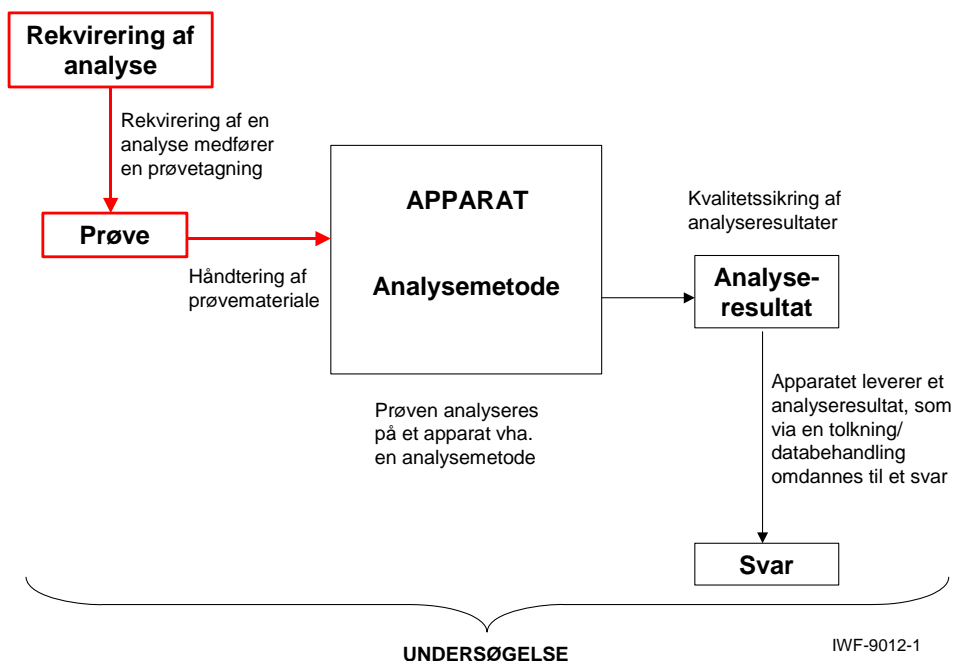 Rekvirering af
analyse
Rekvirering af en
analyse medfører
en prøvetagning
Prøve
Håndtering af
prøvemateriale
APPARAT
Analysemetode
Prøven analyseres
på et apparat vha.
en analysemetode
Kvalitetssikring af
analyseresultater
Analyse-
resultat
Apparatet leverer et
analyseresultat, som
via en tolkning/
databehandling
omdannes til et svar
Svar
UNDERSØGELSE
IWF-9012-1